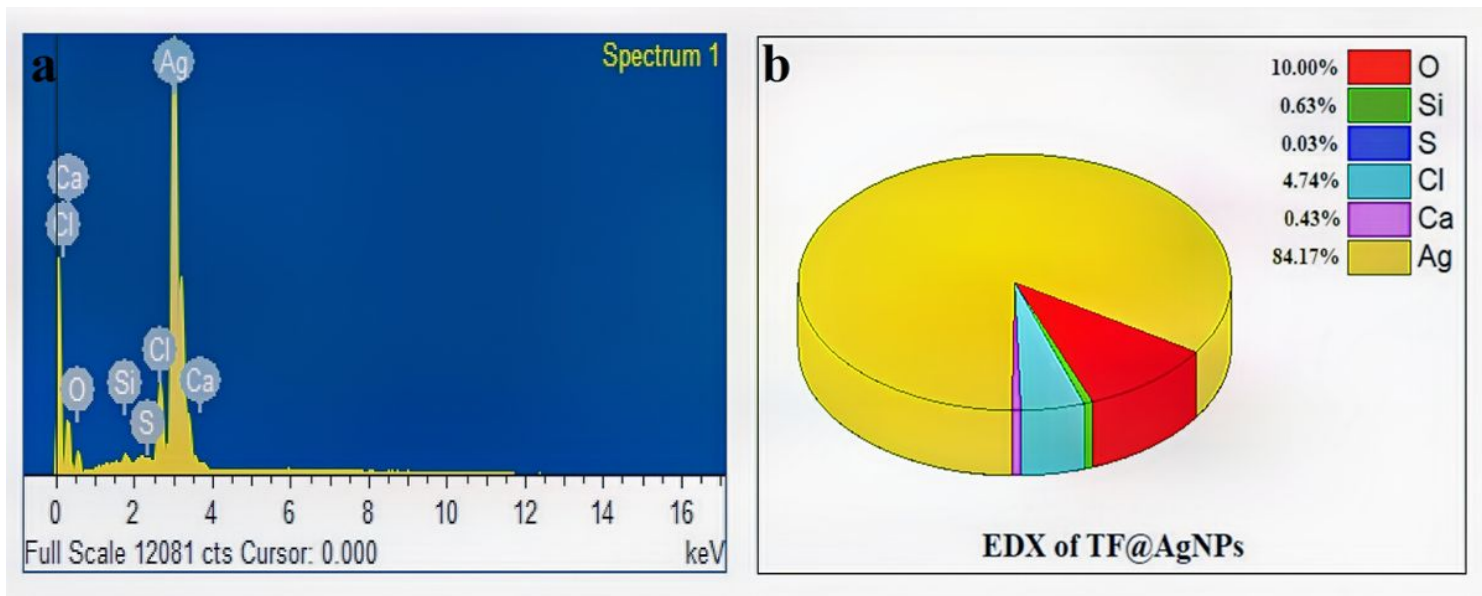 a
Spectrum 1
Ag
Ca
Cl
Cl
O
Si
Ca
S
0 2 4 6 8 10 12 14 16
Full Scale 12081 cts Cursor: 0.000 keV
b
10.00% O
0.63% Si
0.03% S
4.74% Cl
0.43% Ca
84.17% Ag
EDX of TF@AgNPs